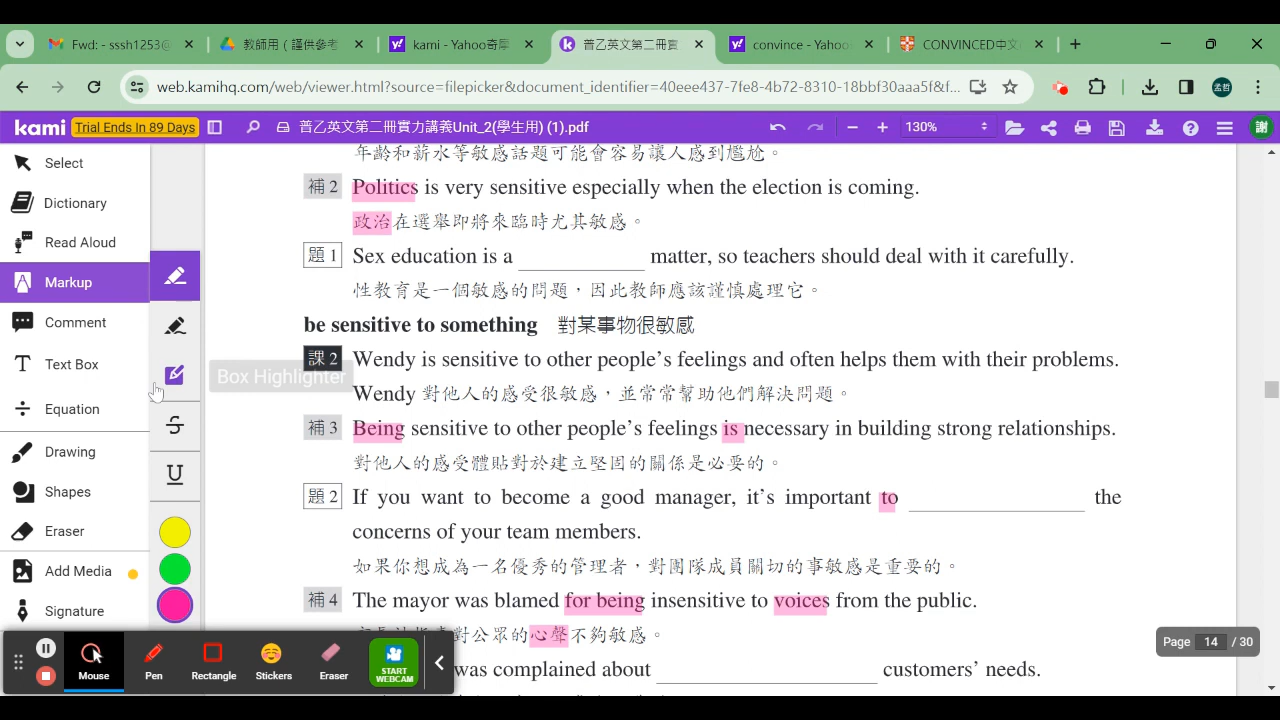 Fwd: - sssh1253@
教師用（謹供參考
kami - Yahoo奇摩
普乙英文第二冊實
convince - Yahoo
CONVINCED中文
web.kamihq.com/web/viewer.html?source=filepicker&document_identifier=40eee437-7fe8-4b72-8310-18bbf30aaa5f&f...
孟哲
kami
Trial Ends In 89 Days
普乙英文第二冊實力講義Unit_2(學生用) (1).pdf
130%
謝
Select
Dictionary
Read Aloud
Markup
Comment
Text Box
Equation
Drawing
Shapes
Eraser
Add Media
Signature
Box Highlighter
年齡和薪水等敏感話題可能會容易讓人感到尷尬。
補 2 Politics is very sensitive especially when the election is coming.
政治在選舉即將來臨時尤其敏感。
題 1 Sex education is a ____________ matter, so teachers should deal with it carefully.
性教育是一個敏感的問題，因此教師應該謹慎處理它。
be sensitive to something 對某事物很敏感
課 2 Wendy is sensitive to other people's feelings and often helps them with their problems.
Wendy 對他人的感受很敏感，並常常幫助他們解決問題。
補 3 Being sensitive to other people's feelings is necessary in building strong relationships.
對他人的感受體貼對於建立堅固的關係是必要的。
題 2 If you want to become a good manager, it's important to ________________ the
concerns of your team members.
如果你想成為一名優秀的管理者，對團隊成員關切的事敏感是重要的。
補 4 The mayor was blamed for being insensitive to voices from the public.
對公眾的心聲不夠敏感。
was complained about ____________________ customers' needs.
Page 14 / 30
Mouse
Pen
Rectangle
Stickers
Eraser
START
WEBCAM